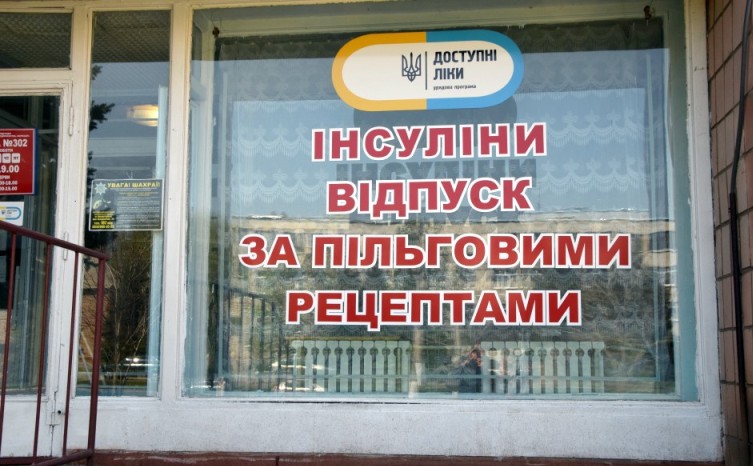 ДОСТУПНІ
ЛІКИ
урядова програма
ІНСУЛІНИ
ВІДПУСК
ЗА ПІЛЬГОВИМИ
РЕЦЕПТАМИ
№302
УВАГА! ШАХРАЇ!